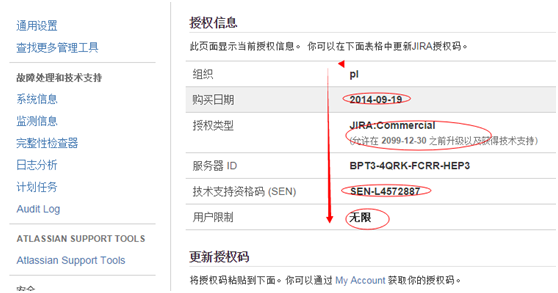 通用设置
查找更多管理工具
故障处理和技术支持
系统信息
监测信息
完整性检查器
日志分析
计划任务
Audit Log
ATLASSIAN SUPPORT TOOLS
Atlassian Support Tools
安全
授权信息
此页面显示当前授权信息。 你可以在下面表格中更新JIRA授权码。
组织 pl
购买日期 2014-09-19
授权类型 JIRA:Commercial
(允许在 2099-12-30 之前升级以及获得技术支持)
服务器 ID BPT3-4QRK-FCRR-HEP3
技术支持资格码 (SEN) SEN-L4572887
用户限制 无限
更新授权码
将授权码粘贴到下面。你可以通过 My Account 获取你的授权码。